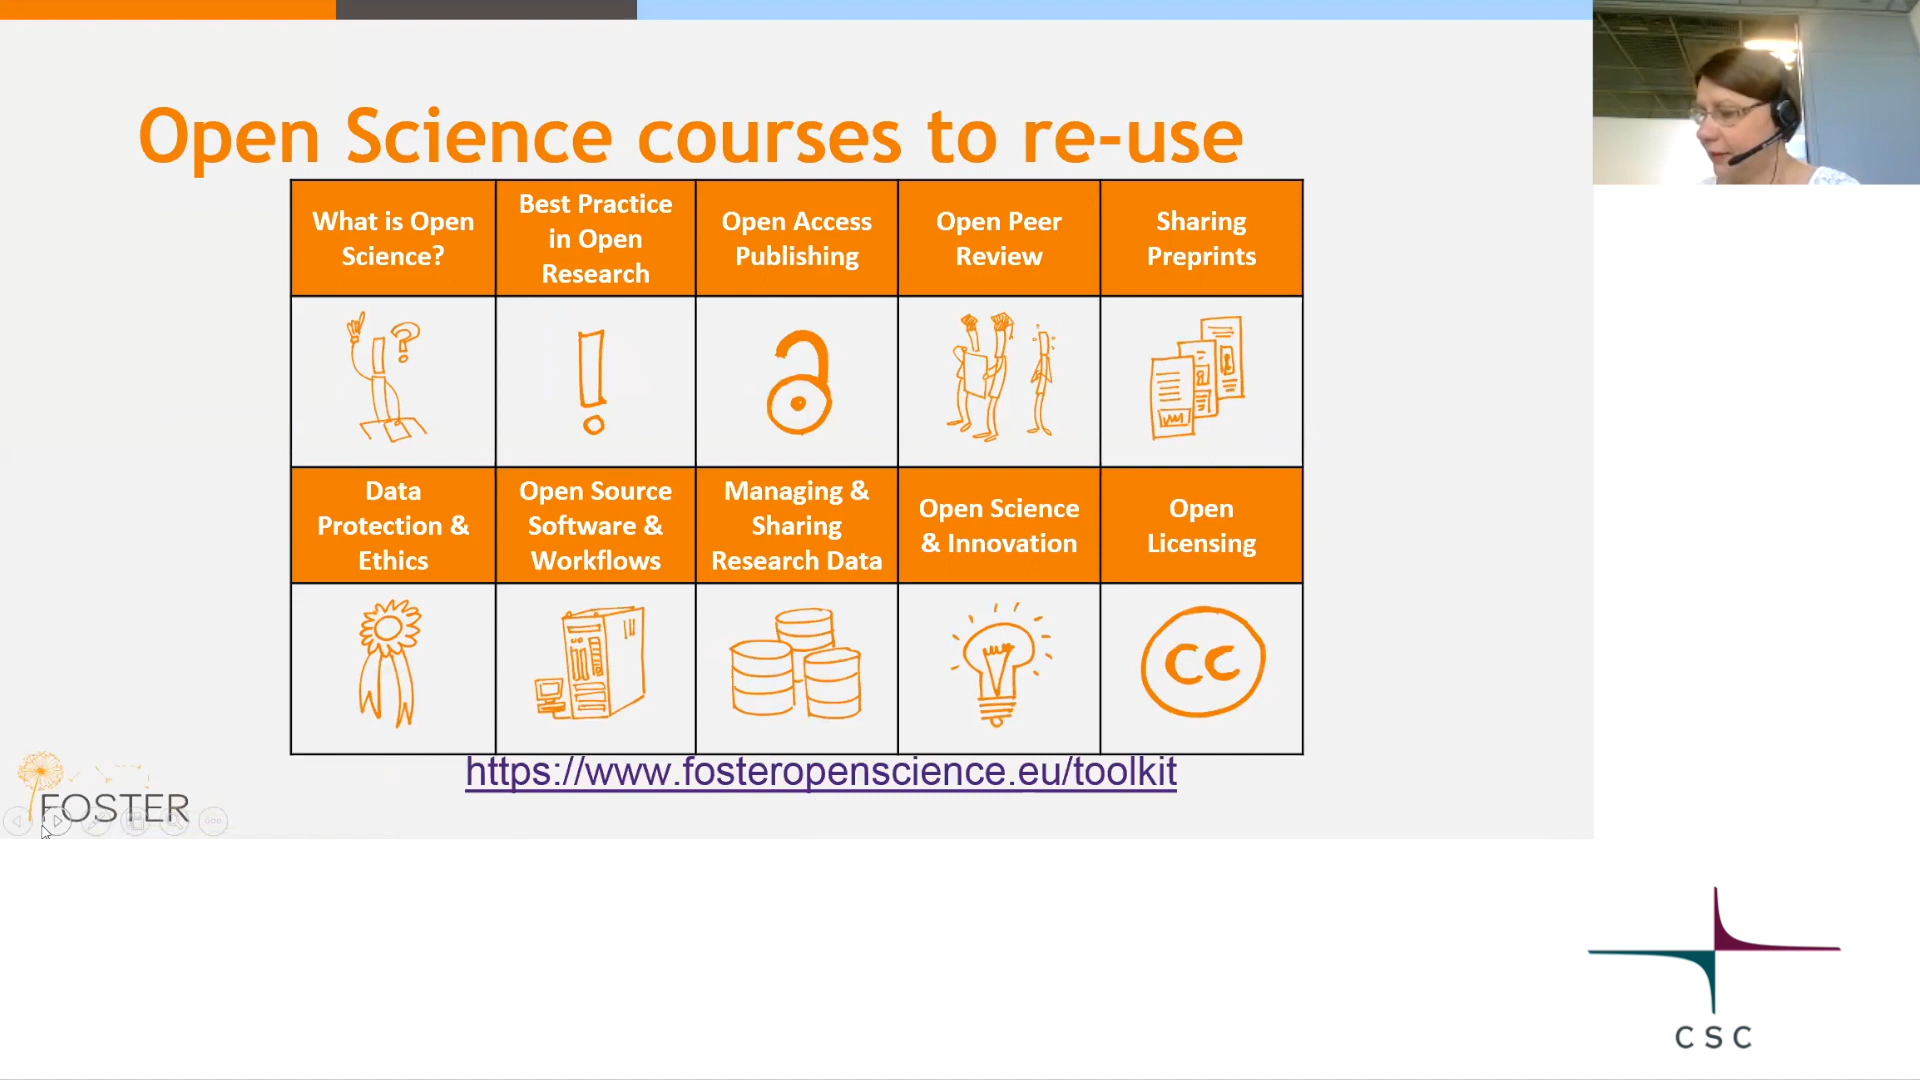 Open Science courses to re-use
What is Open
Science?
Best Practice
in Open
Research
Open Access
Publishing
Open Peer
Review
Sharing
Preprints
Data
Protection &
Ethics
Open Source
Software &
Workflows
Managing &
Sharing
Research Data
Open Science
& Innovation
Open
Licensing
cc
https://www.fosteropenscience.eu/toolkit
FOSTER
CSC